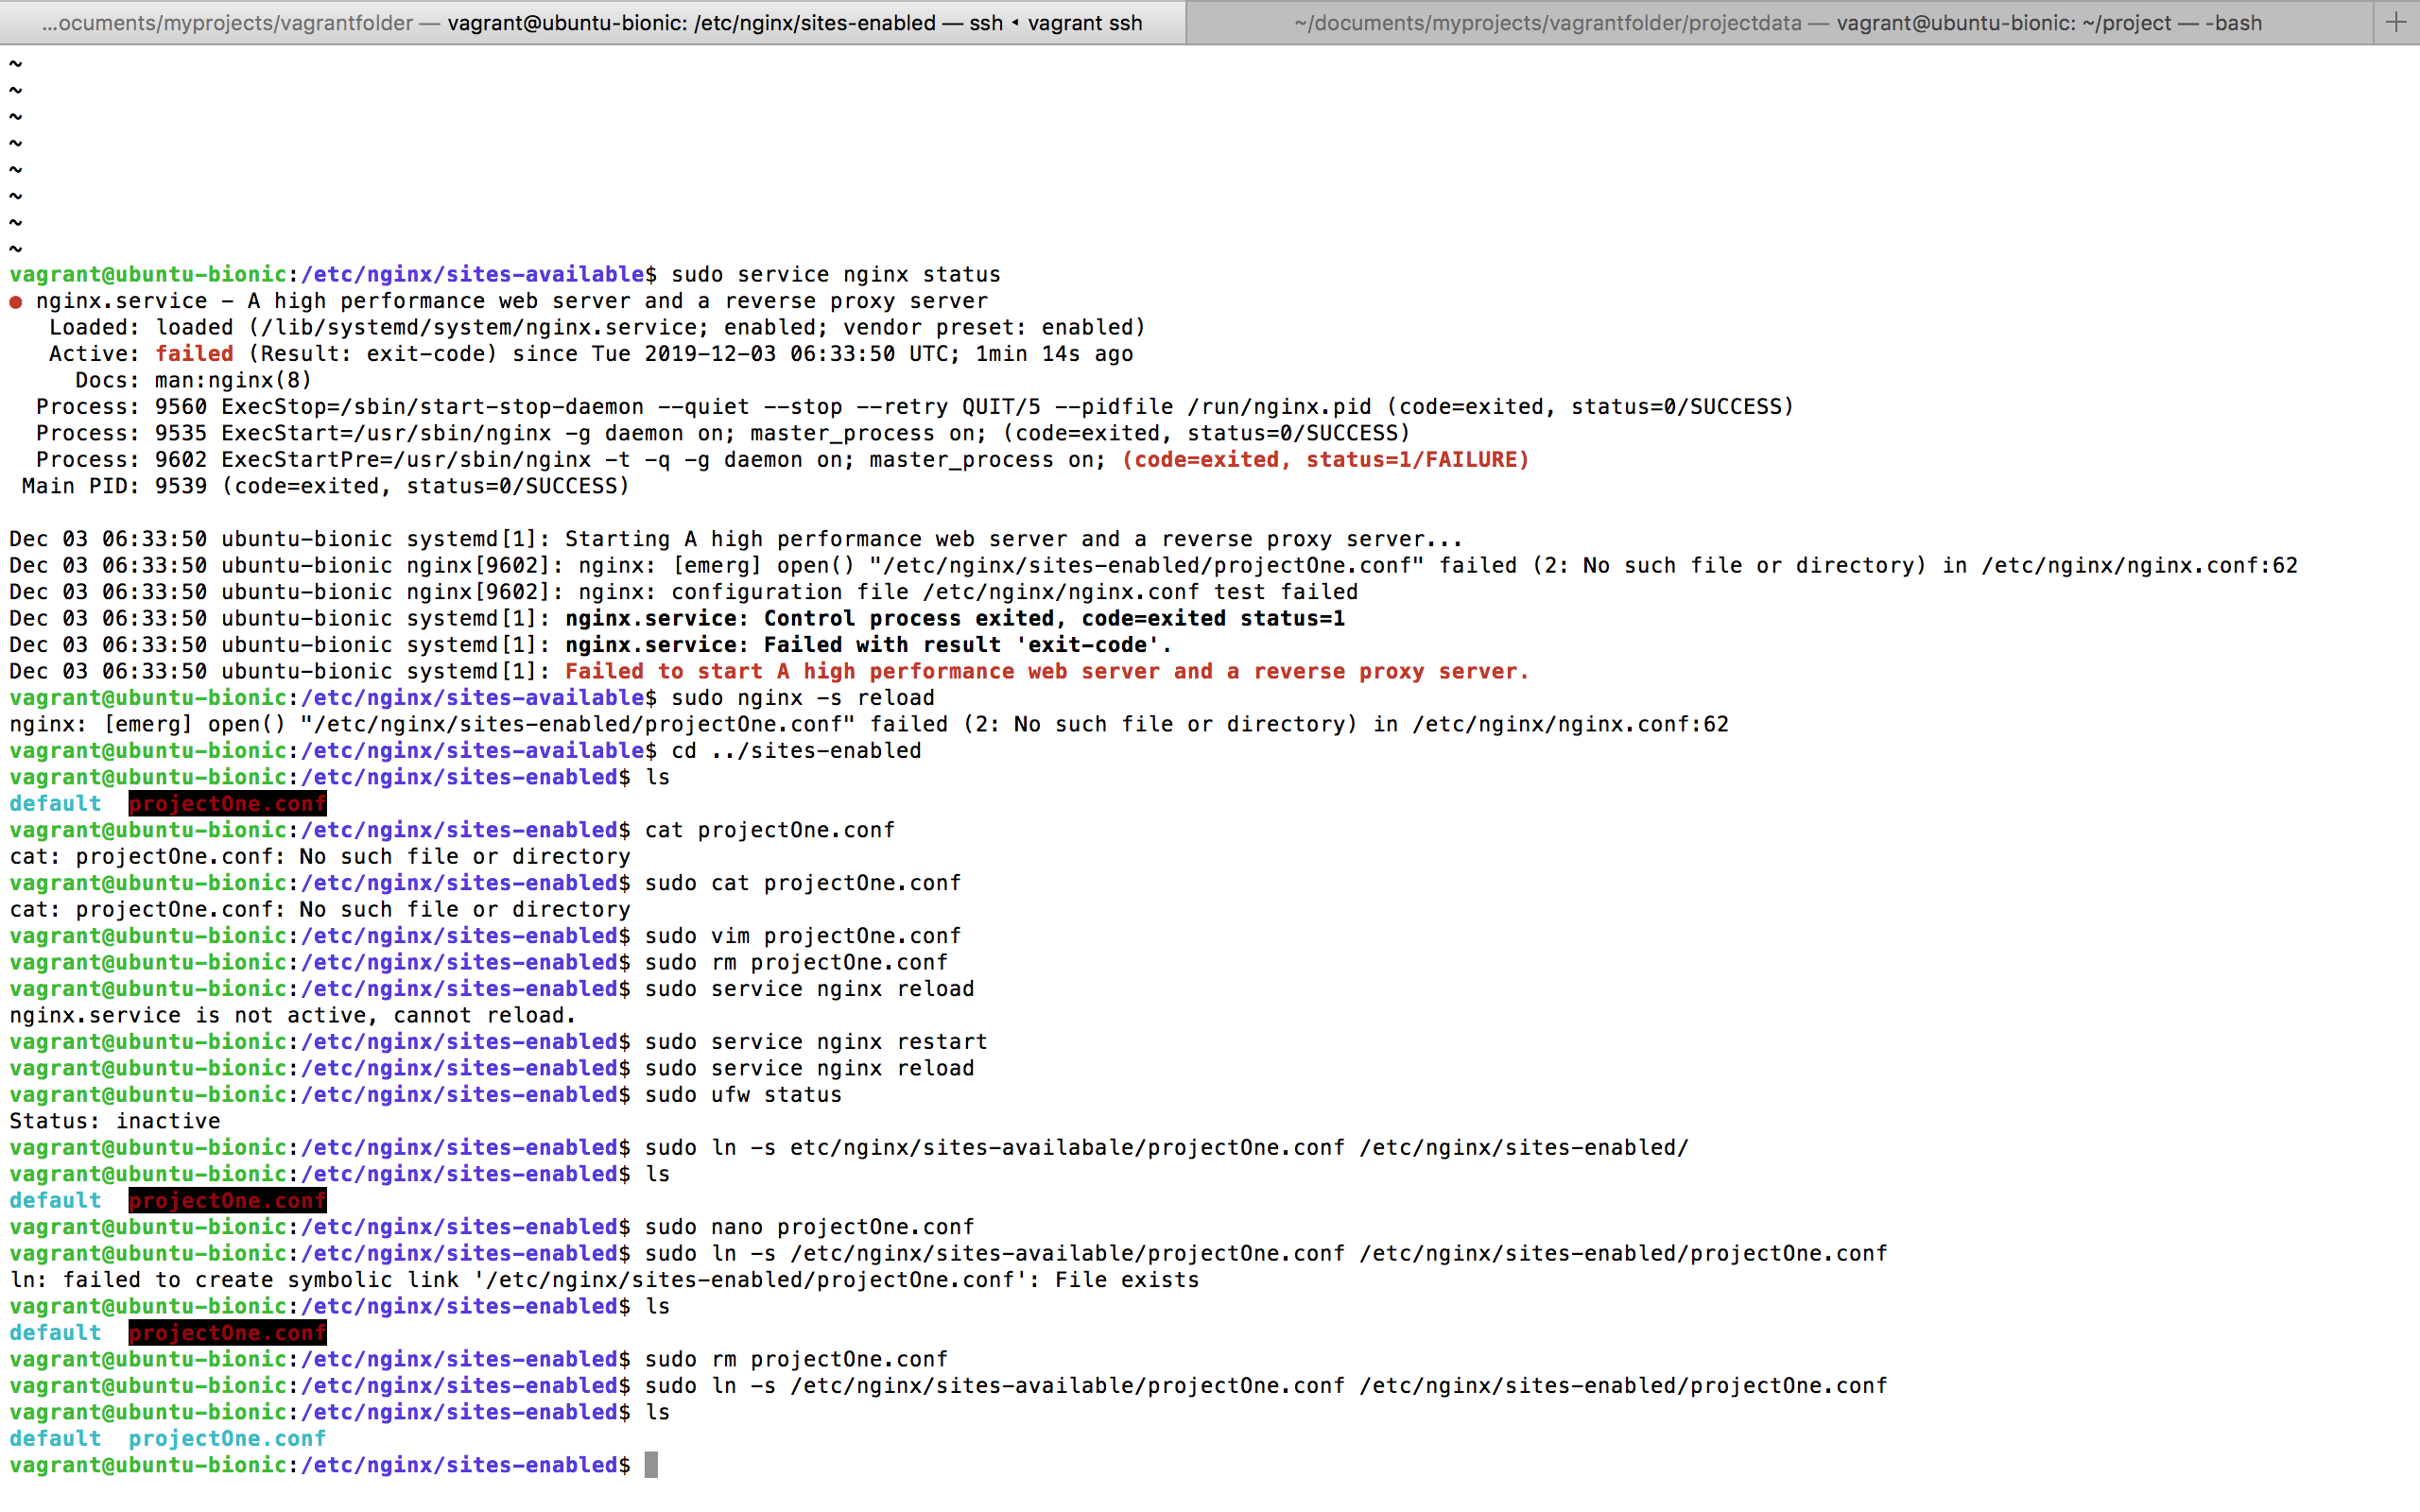 ...ocuments/myprojects/vagrantfolder — vagrant@ubuntu-bionic: /etc/nginx/sites-enabled — ssh ◂ vagrant ssh
~/documents/myprojects/vagrantfolder/projectdata — vagrant@ubuntu-bionic: ~/project — -bash
+
~
~
~
~
~
~
~
~
vagrant@ubuntu-bionic:/etc/nginx/sites-available$ sudo service nginx status
● nginx.service - A high performance web server and a reverse proxy server
   Loaded: loaded (/lib/systemd/system/nginx.service; enabled; vendor preset: enabled)
   Active: failed (Result: exit-code) since Tue 2019-12-03 06:33:50 UTC; 1min 14s ago
     Docs: man:nginx(8)
  Process: 9560 ExecStop=/sbin/start-stop-daemon --quiet --stop --retry QUIT/5 --pidfile /run/nginx.pid (code=exited, status=0/SUCCESS)
  Process: 9535 ExecStart=/usr/sbin/nginx -g daemon on; master_process on; (code=exited, status=0/SUCCESS)
  Process: 9602 ExecStartPre=/usr/sbin/nginx -t -q -g daemon on; master_process on; (code=exited, status=1/FAILURE)
 Main PID: 9539 (code=exited, status=0/SUCCESS)

Dec 03 06:33:50 ubuntu-bionic systemd[1]: Starting A high performance web server and a reverse proxy server...
Dec 03 06:33:50 ubuntu-bionic nginx[9602]: nginx: [emerg] open() "/etc/nginx/sites-enabled/projectOne.conf" failed (2: No such file or directory) in /etc/nginx/nginx.conf:62
Dec 03 06:33:50 ubuntu-bionic nginx[9602]: nginx: configuration file /etc/nginx/nginx.conf test failed
Dec 03 06:33:50 ubuntu-bionic systemd[1]: nginx.service: Control process exited, code=exited status=1
Dec 03 06:33:50 ubuntu-bionic systemd[1]: nginx.service: Failed with result 'exit-code'.
Dec 03 06:33:50 ubuntu-bionic systemd[1]: Failed to start A high performance web server and a reverse proxy server.
vagrant@ubuntu-bionic:/etc/nginx/sites-available$ sudo nginx -s reload
nginx: [emerg] open() "/etc/nginx/sites-enabled/projectOne.conf" failed (2: No such file or directory) in /etc/nginx/nginx.conf:62
vagrant@ubuntu-bionic:/etc/nginx/sites-available$ cd ../sites-enabled
vagrant@ubuntu-bionic:/etc/nginx/sites-enabled$ ls
default  projectOne.conf
vagrant@ubuntu-bionic:/etc/nginx/sites-enabled$ cat projectOne.conf
cat: projectOne.conf: No such file or directory
vagrant@ubuntu-bionic:/etc/nginx/sites-enabled$ sudo cat projectOne.conf
cat: projectOne.conf: No such file or directory
vagrant@ubuntu-bionic:/etc/nginx/sites-enabled$ sudo vim projectOne.conf
vagrant@ubuntu-bionic:/etc/nginx/sites-enabled$ sudo rm projectOne.conf
vagrant@ubuntu-bionic:/etc/nginx/sites-enabled$ sudo service nginx reload
nginx.service is not active, cannot reload.
vagrant@ubuntu-bionic:/etc/nginx/sites-enabled$ sudo service nginx restart
vagrant@ubuntu-bionic:/etc/nginx/sites-enabled$ sudo service nginx reload
vagrant@ubuntu-bionic:/etc/nginx/sites-enabled$ sudo ufw status
Status: inactive
vagrant@ubuntu-bionic:/etc/nginx/sites-enabled$ sudo ln -s etc/nginx/sites-availabale/projectOne.conf /etc/nginx/sites-enabled/
vagrant@ubuntu-bionic:/etc/nginx/sites-enabled$ ls
default  projectOne.conf
vagrant@ubuntu-bionic:/etc/nginx/sites-enabled$ sudo nano projectOne.conf
vagrant@ubuntu-bionic:/etc/nginx/sites-enabled$ sudo ln -s /etc/nginx/sites-available/projectOne.conf /etc/nginx/sites-enabled/projectOne.conf
ln: failed to create symbolic link '/etc/nginx/sites-enabled/projectOne.conf': File exists
vagrant@ubuntu-bionic:/etc/nginx/sites-enabled$ ls
default  projectOne.conf
vagrant@ubuntu-bionic:/etc/nginx/sites-enabled$ sudo rm projectOne.conf
vagrant@ubuntu-bionic:/etc/nginx/sites-enabled$ sudo ln -s /etc/nginx/sites-available/projectOne.conf /etc/nginx/sites-enabled/projectOne.conf
vagrant@ubuntu-bionic:/etc/nginx/sites-enabled$ ls
default  projectOne.conf
vagrant@ubuntu-bionic:/etc/nginx/sites-enabled$